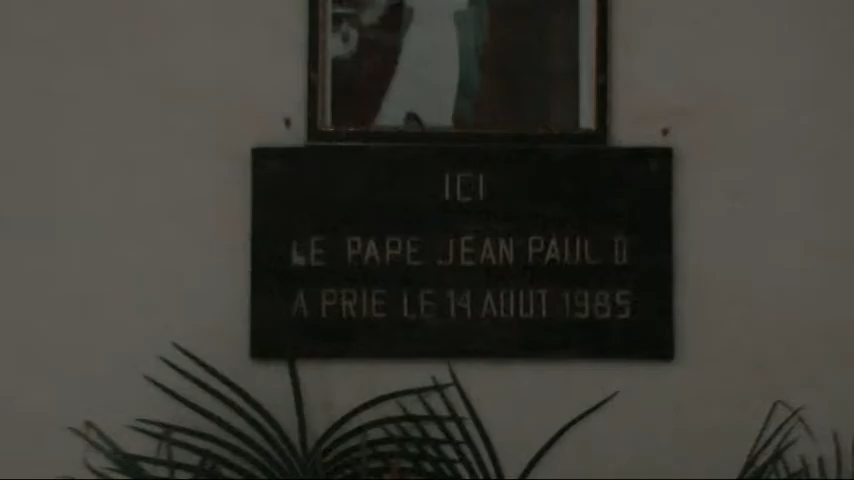 ICI
LE PAPE JEAN PAUL II
A PRIE LE 14 AOUT 1985